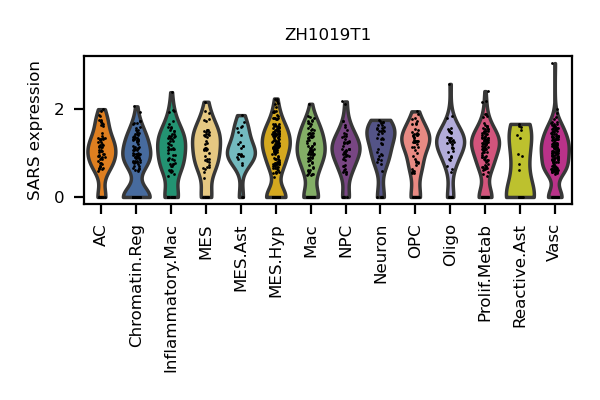 ZH1019T1
SARS expression
2
0
AC
Chromatin.Reg
Inflammatory.Mac
MES
MES.Ast
MES.Hyp
Mac
NPC
Neuron
OPC
Oligo
Prolif.Metab
Reactive.Ast
Vasc